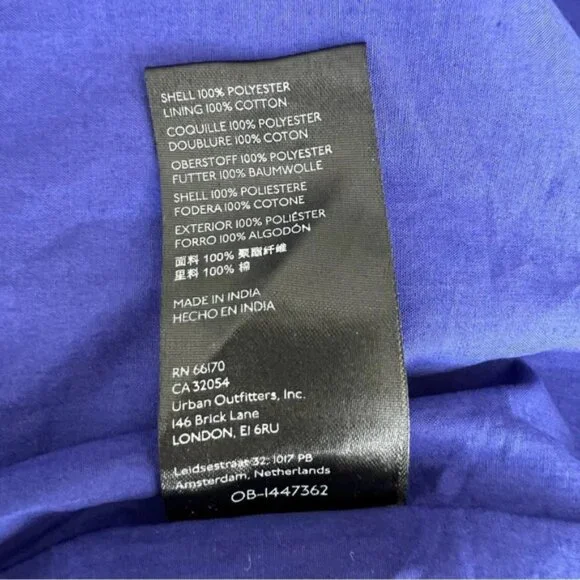 SHELL 100% POLYESTER
LINING 100% COTTON
COQUILLE 100% POLYESTER
DOUBLURE 100% COTON
OBERSTOFF 100% POLYESTER
FUTTER 100% BAUMWOLLE
SHELL 100% POLIESTERE
FODERA 100% COTONE
EXTERIOR 100% POLIÉSTER
FORRO 100% ALGODÓN
面料 100% 聚酯纤维
里料 100% 棉
MADE IN INDIA
HECHO EN INDIA
RN 66170
CA 32054
Urban Outfitters, Inc.
146 Brick Lane
LONDON, E1 6RU
Leidsestraat 32, 1017 PB
Amsterdam, Netherlands
OB-1447362